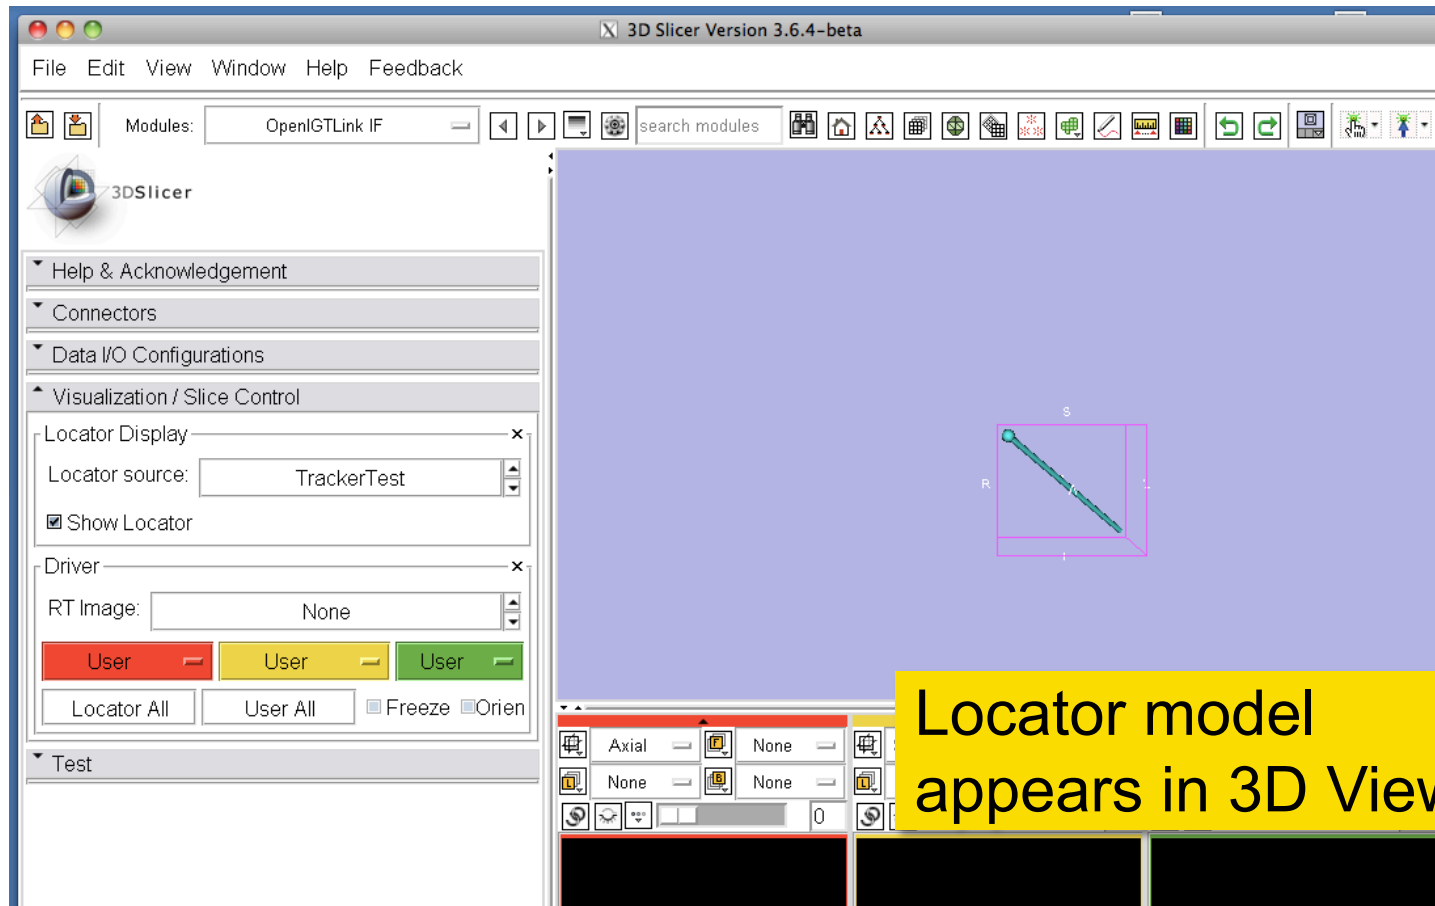 3D Slicer Version 3.6.4-beta
File Edit View Window Help Feedback
Modules: OpenIGTLink IF search modules
3DSlicer
Help & Acknowledgement
Connectors
Data I/O Configurations
Visualization / Slice Control
Locator Display
Locator source: TrackerTest
Show Locator
Driver
RT Image: None
User User User
Locator All User All Freeze Orien
Test
S
R A L
I
Locator model
appears in 3D View
Axial F None
L None B None
0
L